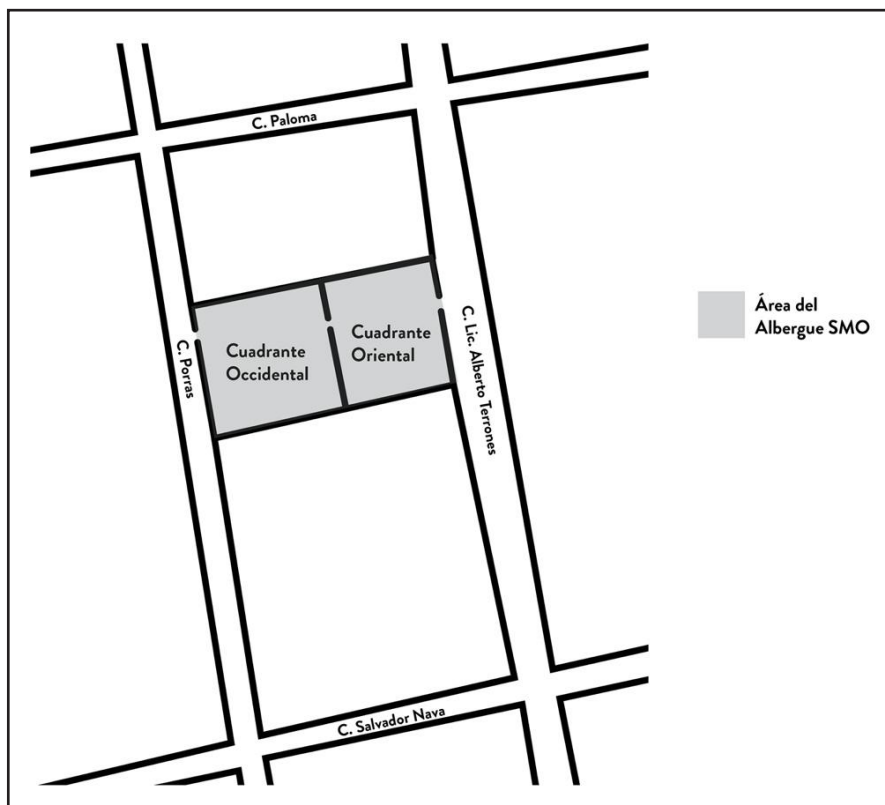 C. Paloma
Cuadrante
Occidental
Cuadrante
Oriental
C. Porras
C. Lic. Alberto Terrones
Área del
Albergue SMO
C. Salvador Nava